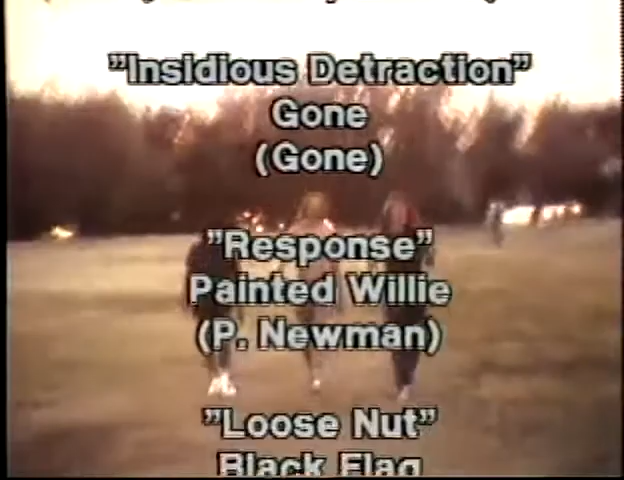 "Insidious Detraction"
Gone
(Gone)
"Response"
Painted Willie
(P. Newman)
"Loose Nut"
Black Flag